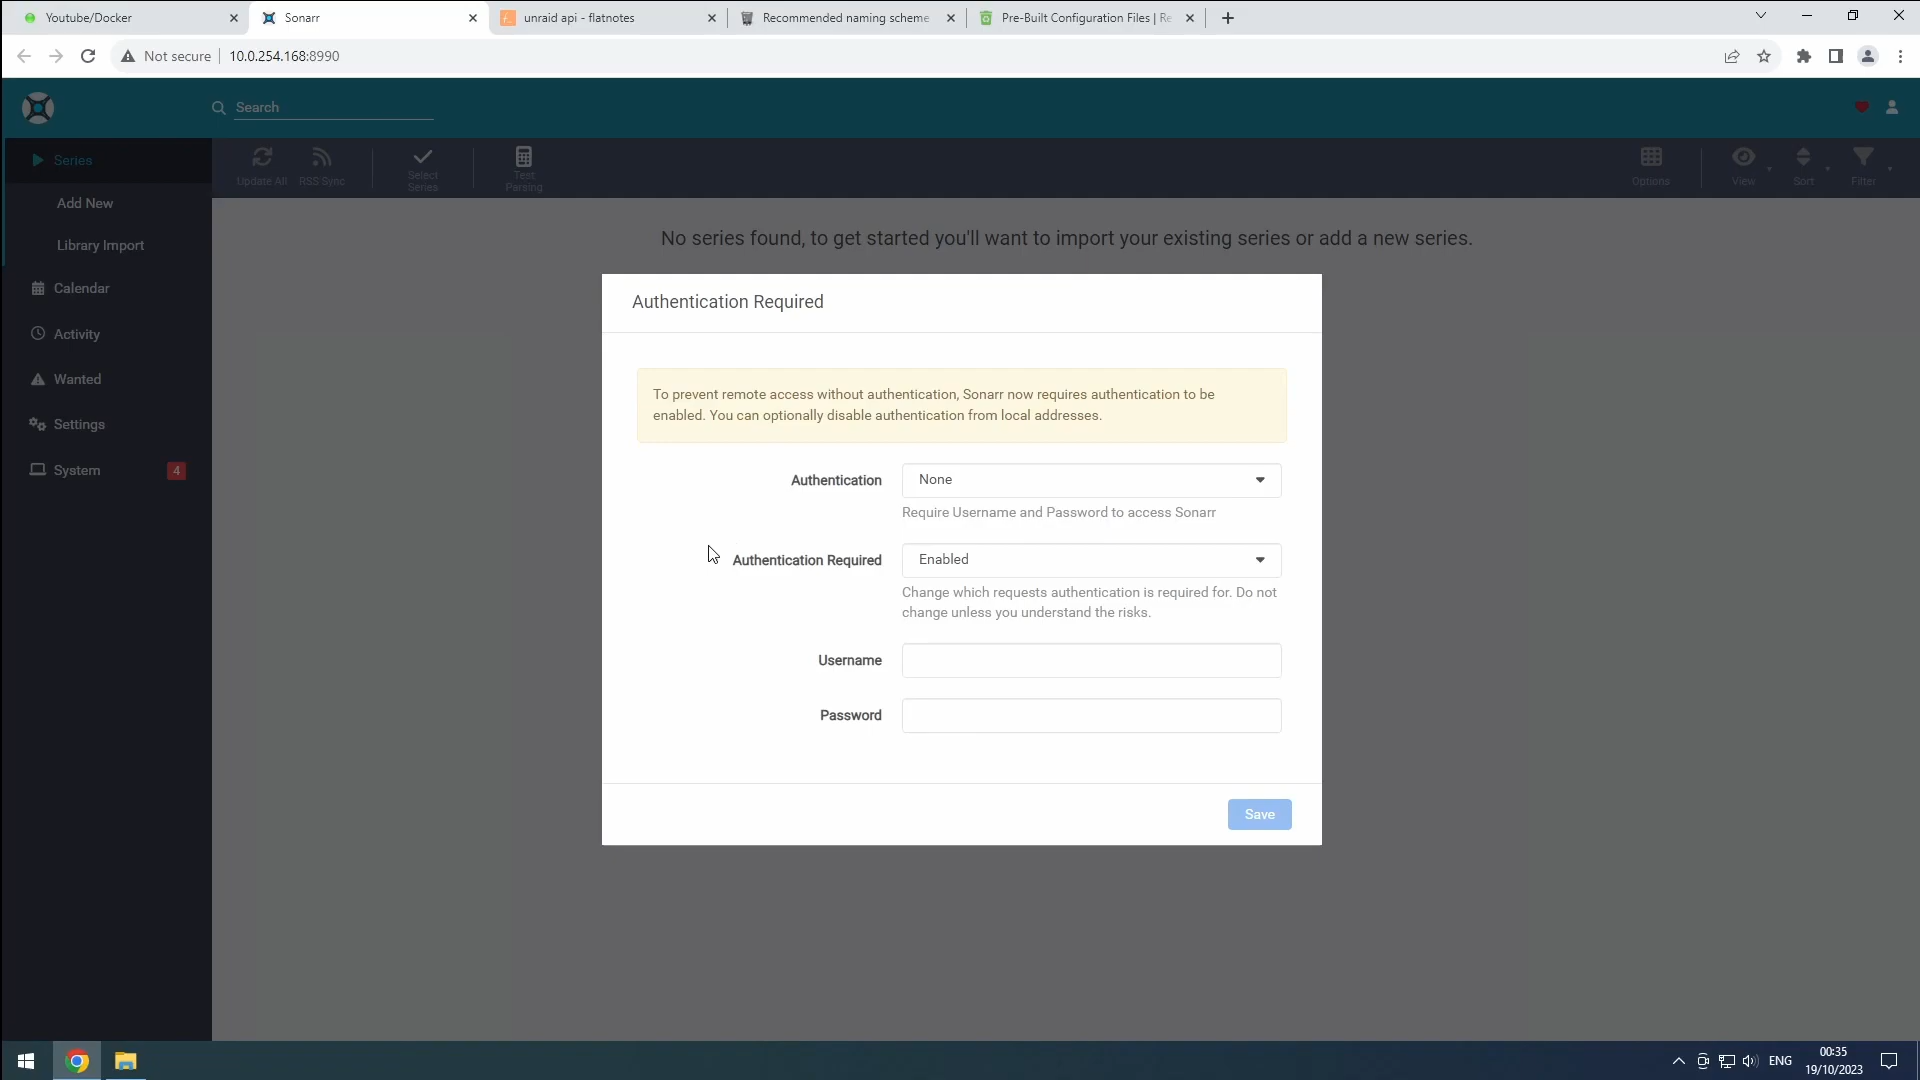 Youtube/Docker
Sonarr
unraid api - flatnotes
Recommended naming scheme
Pre-Built Configuration Files | Re
Not secure
10.0.254.168:8990
Search
Series
Update All
RSS Sync
Select
Series
Test
Parsing
Options
View
Sort
Filter
Add New
Library Import
Calendar
Activity
Wanted
Settings
System
4
No series found, to get started you'll want to import your existing series or add a new series.
Authentication Required
To prevent remote access without authentication, Sonarr now requires authentication to be
enabled. You can optionally disable authentication from local addresses.
Authentication
None
Require Username and Password to access Sonarr
Authentication Required
Enabled
Change which requests authentication is required for. Do not
change unless you understand the risks.
Username
Password
Save
ENG
00:35
19/10/2023